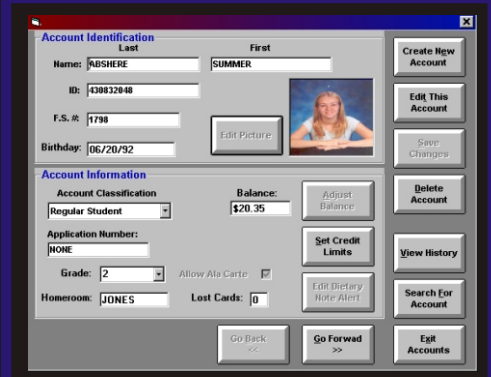 Account Identification
Last First
Name: ABSHERE SUMMER
ID: 430832048
F.S. #: 1798
Edit Picture
Birthday: 06/20/92
Account Information
Account Classification
Regular Student
Balance:
$20.35
Adjust
Balance
Application Number:
NONE
Set Credit
Limits
Grade: 2
Allow Ala Carte
Edit Dietary
Note Alert
Homeroom: JONES
Lost Cards: 0
Go Back
<<
Go Forwad
>>
Create New
Account
Edit This
Account
Save
Changes
Delete
Account
View History
Search For
Account
Exit
Accounts